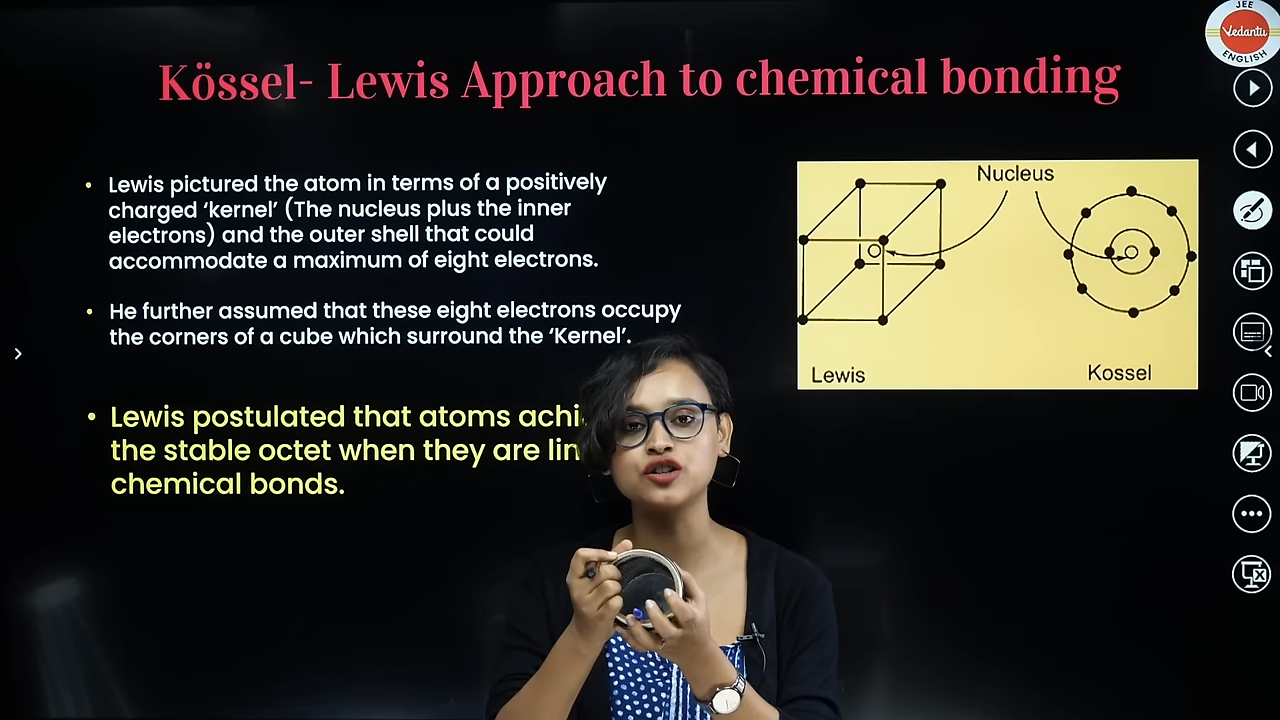 JEE
Vedantu
ENGLISH
Kössel- Lewis Approach to chemical bonding
• Lewis pictured the atom in terms of a positively
charged ‘kernel’ (The nucleus plus the inner
electrons) and the outer shell that could
accommodate a maximum of eight electrons.
• He further assumed that these eight electrons occupy
the corners of a cube which surround the ‘Kernel’.
• Lewis postulated that atoms
the stable octet when they are
chemical bonds.
Nucleus
Lewis
Kossel